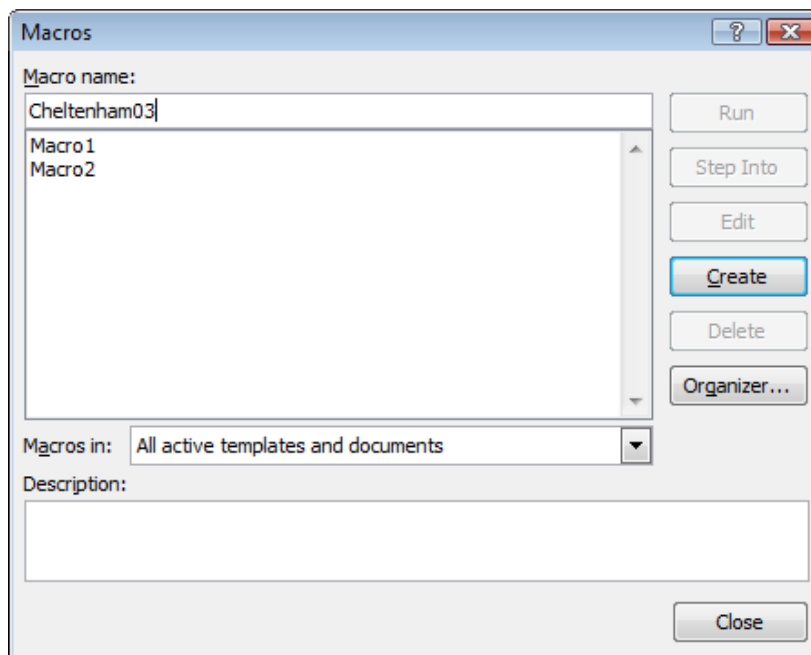 Macros
Macro name:
Cheltenham03
Run
Macro1
Macro2
Step Into
Edit
Create
Delete
Organizer...
Macros in: All active templates and documents
Description:
Close